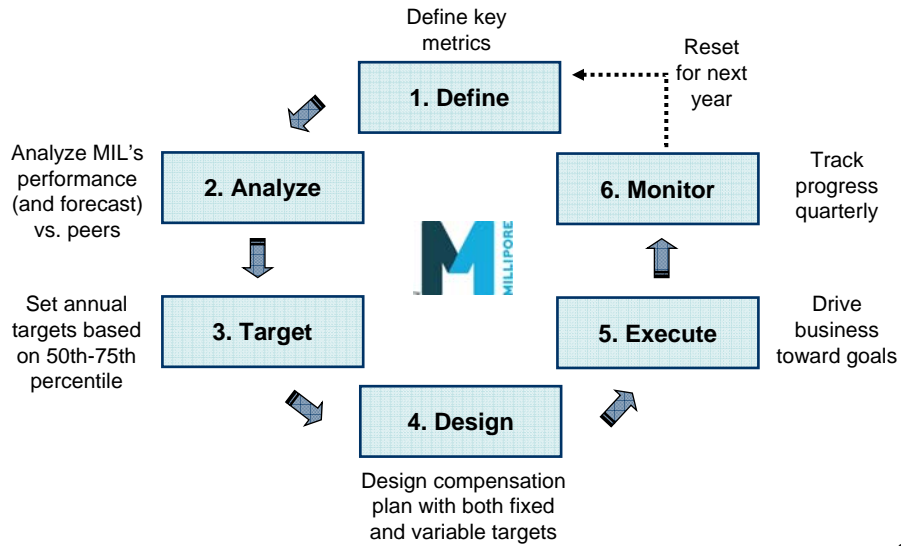 Define key
metrics
1. Define
Reset
for next
year
Analyze MIL's
performance
(and forecast)
vs. peers
2. Analyze
6. Monitor
Track
progress
quarterly
MILLIPORE
TM
Set annual
targets based
on 50th-75th
percentile
3. Target
5. Execute
Drive
business
toward goals
4. Design
Design compensation
plan with both fixed
and variable targets